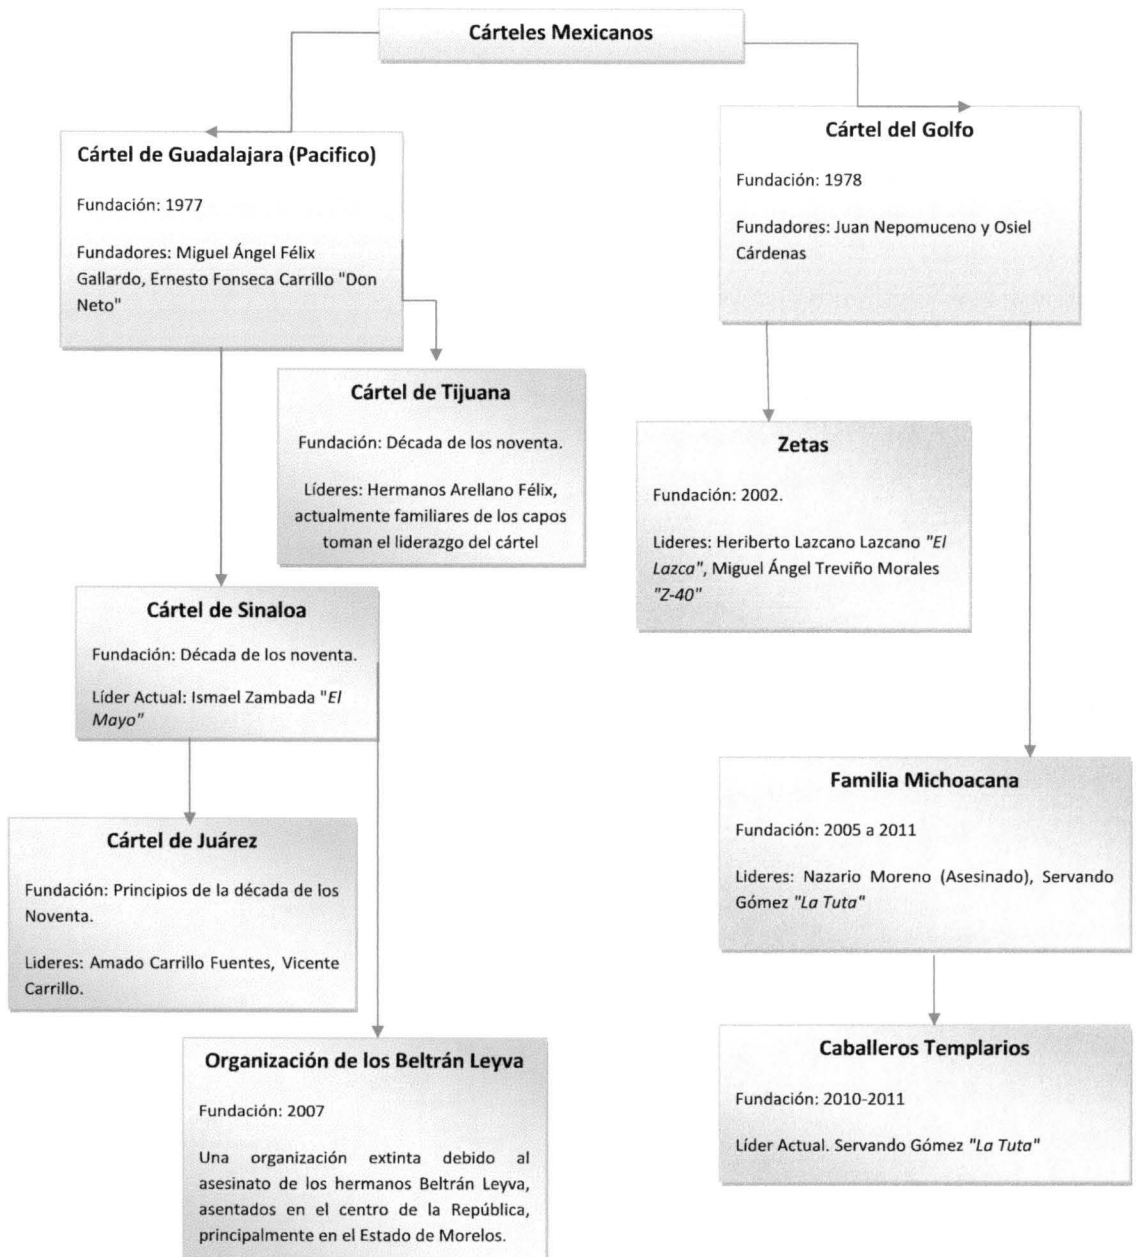 Cárteles Mexicanos
Cártel de Guadalajara (Pacifico)
Fundación: 1977
Fundadores: Miguel Ángel Félix
Gallardo, Ernesto Fonseca Carrillo "Don
Neto"
Cártel del Golfo
Fundación: 1978
Fundadores: Juan Nepomuceno y Osiel
Cárdenas
Cártel de Tijuana
Fundación: Década de los noventa.
Líderes: Hermanos Arellano Félix,
actualmente familiares de los capos
toman el liderazgo del cártel
Zetas
Fundación: 2002.
Lideres: Heriberto Lazcano Lazcano "El
Lazca", Miguel Ángel Treviño Morales
"Z-40"
Cártel de Sinaloa
Fundación: Década de los noventa.
Líder Actual: Ismael Zambada "El
Mayo"
Familia Michoacana
Fundación: 2005 a 2011
Lideres: Nazario Moreno (Asesinado), Servando
Gómez "La Tuta"
Cártel de Juárez
Fundación: Principios de la década de los
Noventa.
Lideres: Amado Carrillo Fuentes, Vicente
Carrillo.
Organización de los Beltrán Leyva
Fundación: 2007
Una organización extinta debido al
asesinato de los hermanos Beltrán Leyva,
asentados en el centro de la República,
principalmente en el Estado de Morelos.
Caballeros Templarios
Fundación: 2010-2011
Líder Actual. Servando Gómez "La Tuta"